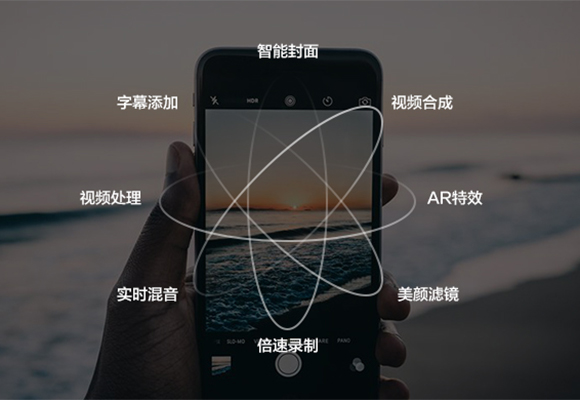 智能封面
字幕添加
视频合成
HDR
视频处理
AR特效
实时混音
美颜滤镜
SLO-MO
PANO
倍速录制